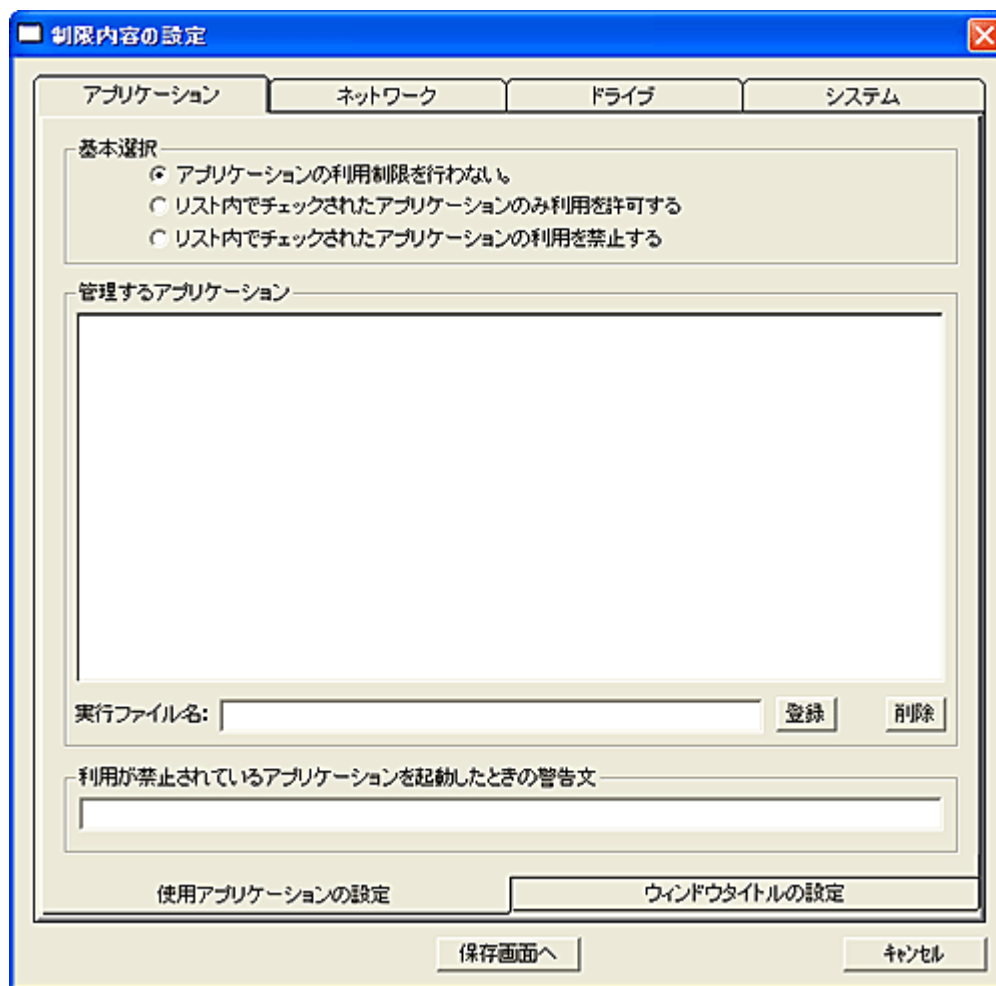 制限内容の設定
アプリケーション ネットワーク ドライブ システム
基本選択
アプリケーションの利用制限を行わない。
リスト内でチェックされたアプリケーションのみ利用を許可する
リスト内でチェックされたアプリケーションの利用を禁止する
管理するアプリケーション
実行ファイル名: 登録 削除
利用が禁止されているアプリケーションを起動したときの警告文
使用アプリケーションの設定 ウィンドウタイトルの設定
保存画面へ キャンセル